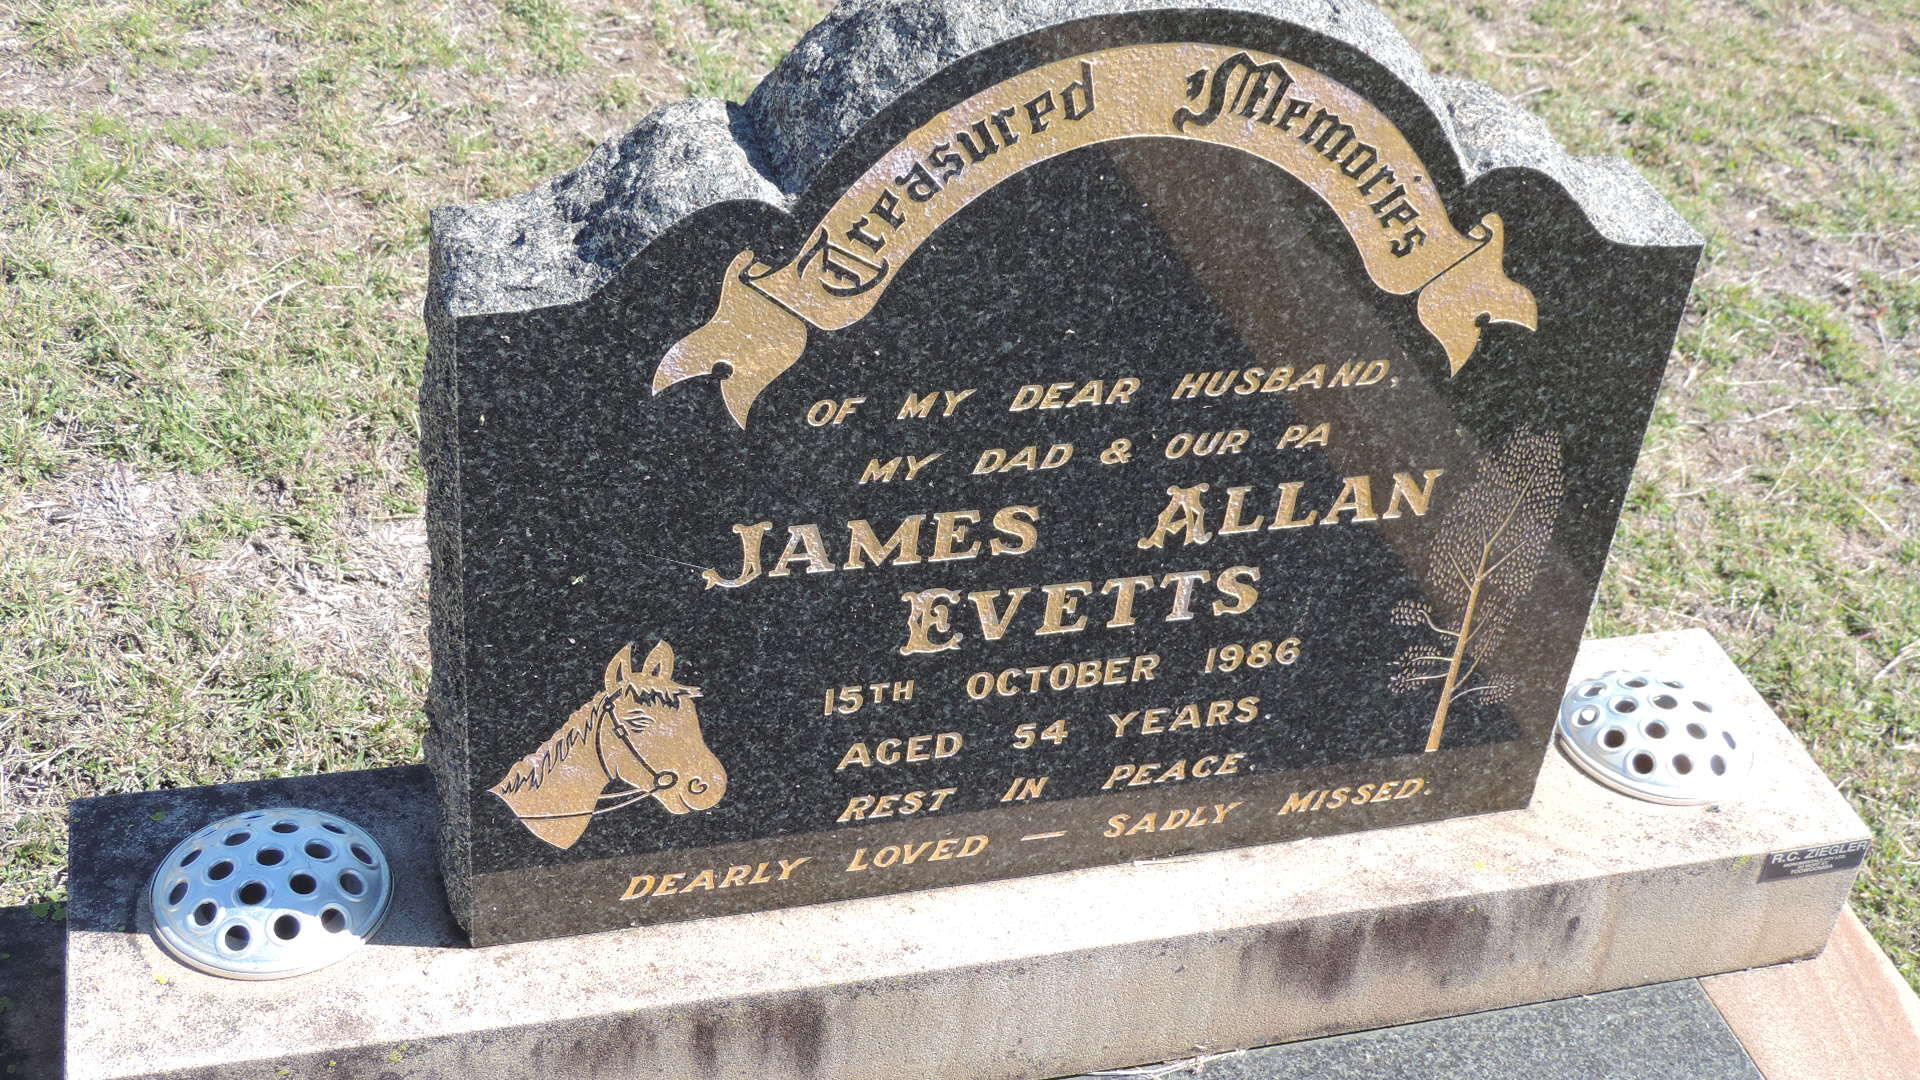 Treasured Memories
OF MY DEAR HUSBAND,
MY DAD & OUR PA
JAMES ALLAN
EVETTS
15TH OCTOBER 1986
AGED 54 YEARS
REST IN PEACE.
DEARLY LOVED — SADLY MISSED.
R.C. ZIEGLER
TOOWOOMBA